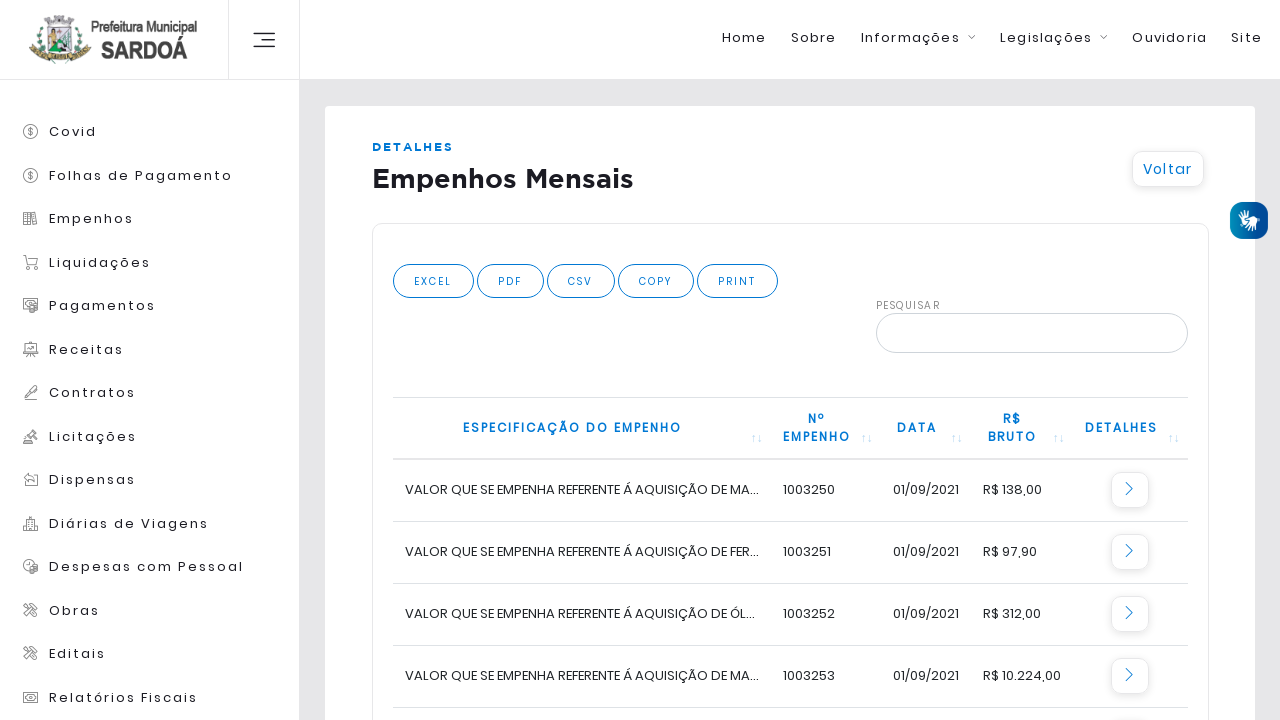 Prefeitura Municipal
SARDOÁ
Home
Sobre
Informações
Legislações
Ouvidoria
Site
Covid
Folhas de Pagamento
Empenhos
Liquidações
Pagamentos
Receitas
Contratos
Licitações
Dispensas
Diárias de Viagens
Despesas com Pessoal
Obras
Editais
Relatórios Fiscais
DETALHES
Empenhos Mensais
Voltar
EXCEL PDF CSV COPY PRINT
PESQUISAR
ESPECIFICAÇÃO DO EMPENHO
Nº
EMPENHO
DATA
R$
BRUTO
DETALHES
VALOR QUE SE EMPENHA REFERENTE Á AQUISIÇÃO DE MA... 1003250 01/09/2021 R$ 138,00
VALOR QUE SE EMPENHA REFERENTE Á AQUISIÇÃO DE FER... 1003251 01/09/2021 R$ 97,90
VALOR QUE SE EMPENHA REFERENTE Á AQUISIÇÃO DE ÓL... 1003252 01/09/2021 R$ 312,00
VALOR QUE SE EMPENHA REFERENTE Á AQUISIÇÃO DE MA... 1003253 01/09/2021 R$ 10.224,00